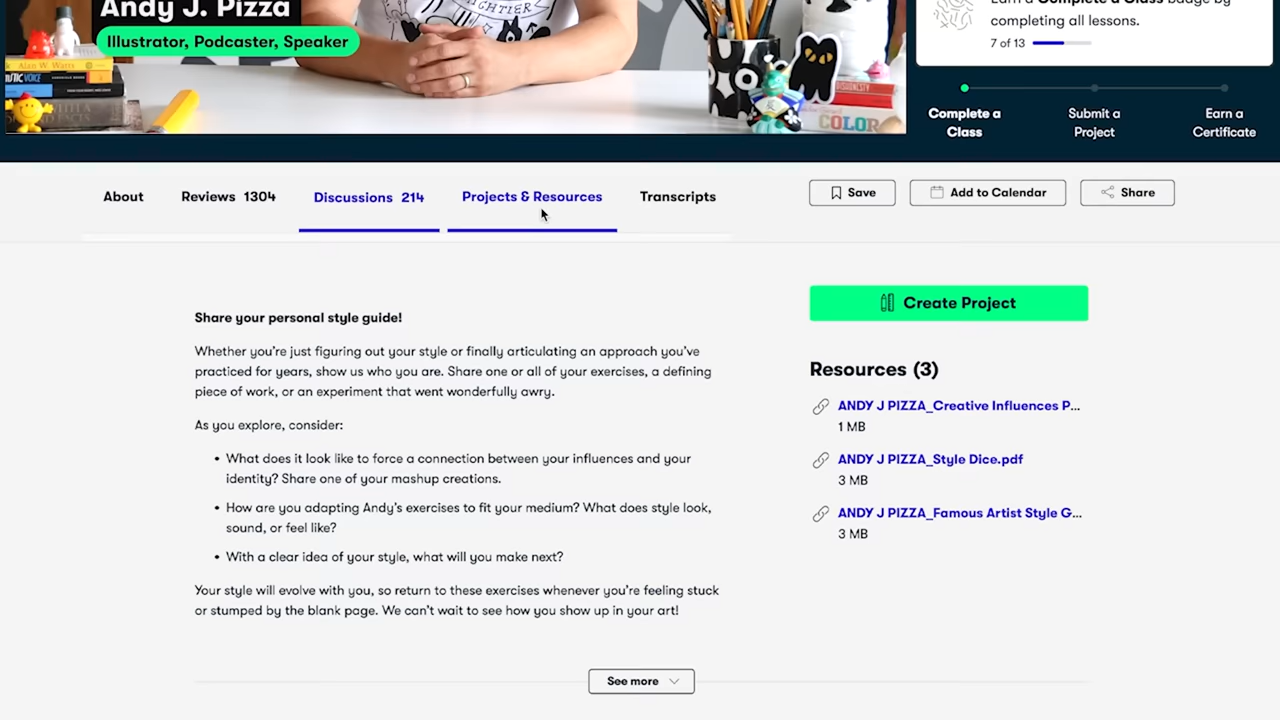 Andy J. Pizza
Illustrator, Podcaster, Speaker
Earn a Complete a Class badge by
completing all lessons.
7 of 13
Complete a
Class
Submit a
Project
Earn a
Certificate
Alan W. Watts
VOICE
COLOR
About
Reviews 1304
Discussions 214
Projects & Resources
Transcripts
Save
Add to Calendar
Share
Share your personal style guide!
Whether you're just figuring out your style or finally articulating an approach you've
practiced for years, show us who you are. Share one or all of your exercises, a defining
piece of work, or an experiment that went wonderfully awry.
As you explore, consider:
• What does it look like to force a connection between your influences and your
identity? Share one of your mashup creations.
• How are you adapting Andy's exercises to fit your medium? What does style look,
sound, or feel like?
• With a clear idea of your style, what will you make next?
Your style will evolve with you, so return to these exercises whenever you're feeling stuck
or stumped by the blank page. We can't wait to see how you show up in your art!
Create Project
Resources (3)
ANDY J PIZZA_Creative Influences P...
1 MB
ANDY J PIZZA_Style Dice.pdf
3 MB
ANDY J PIZZA_Famous Artist Style G...
3 MB
See more